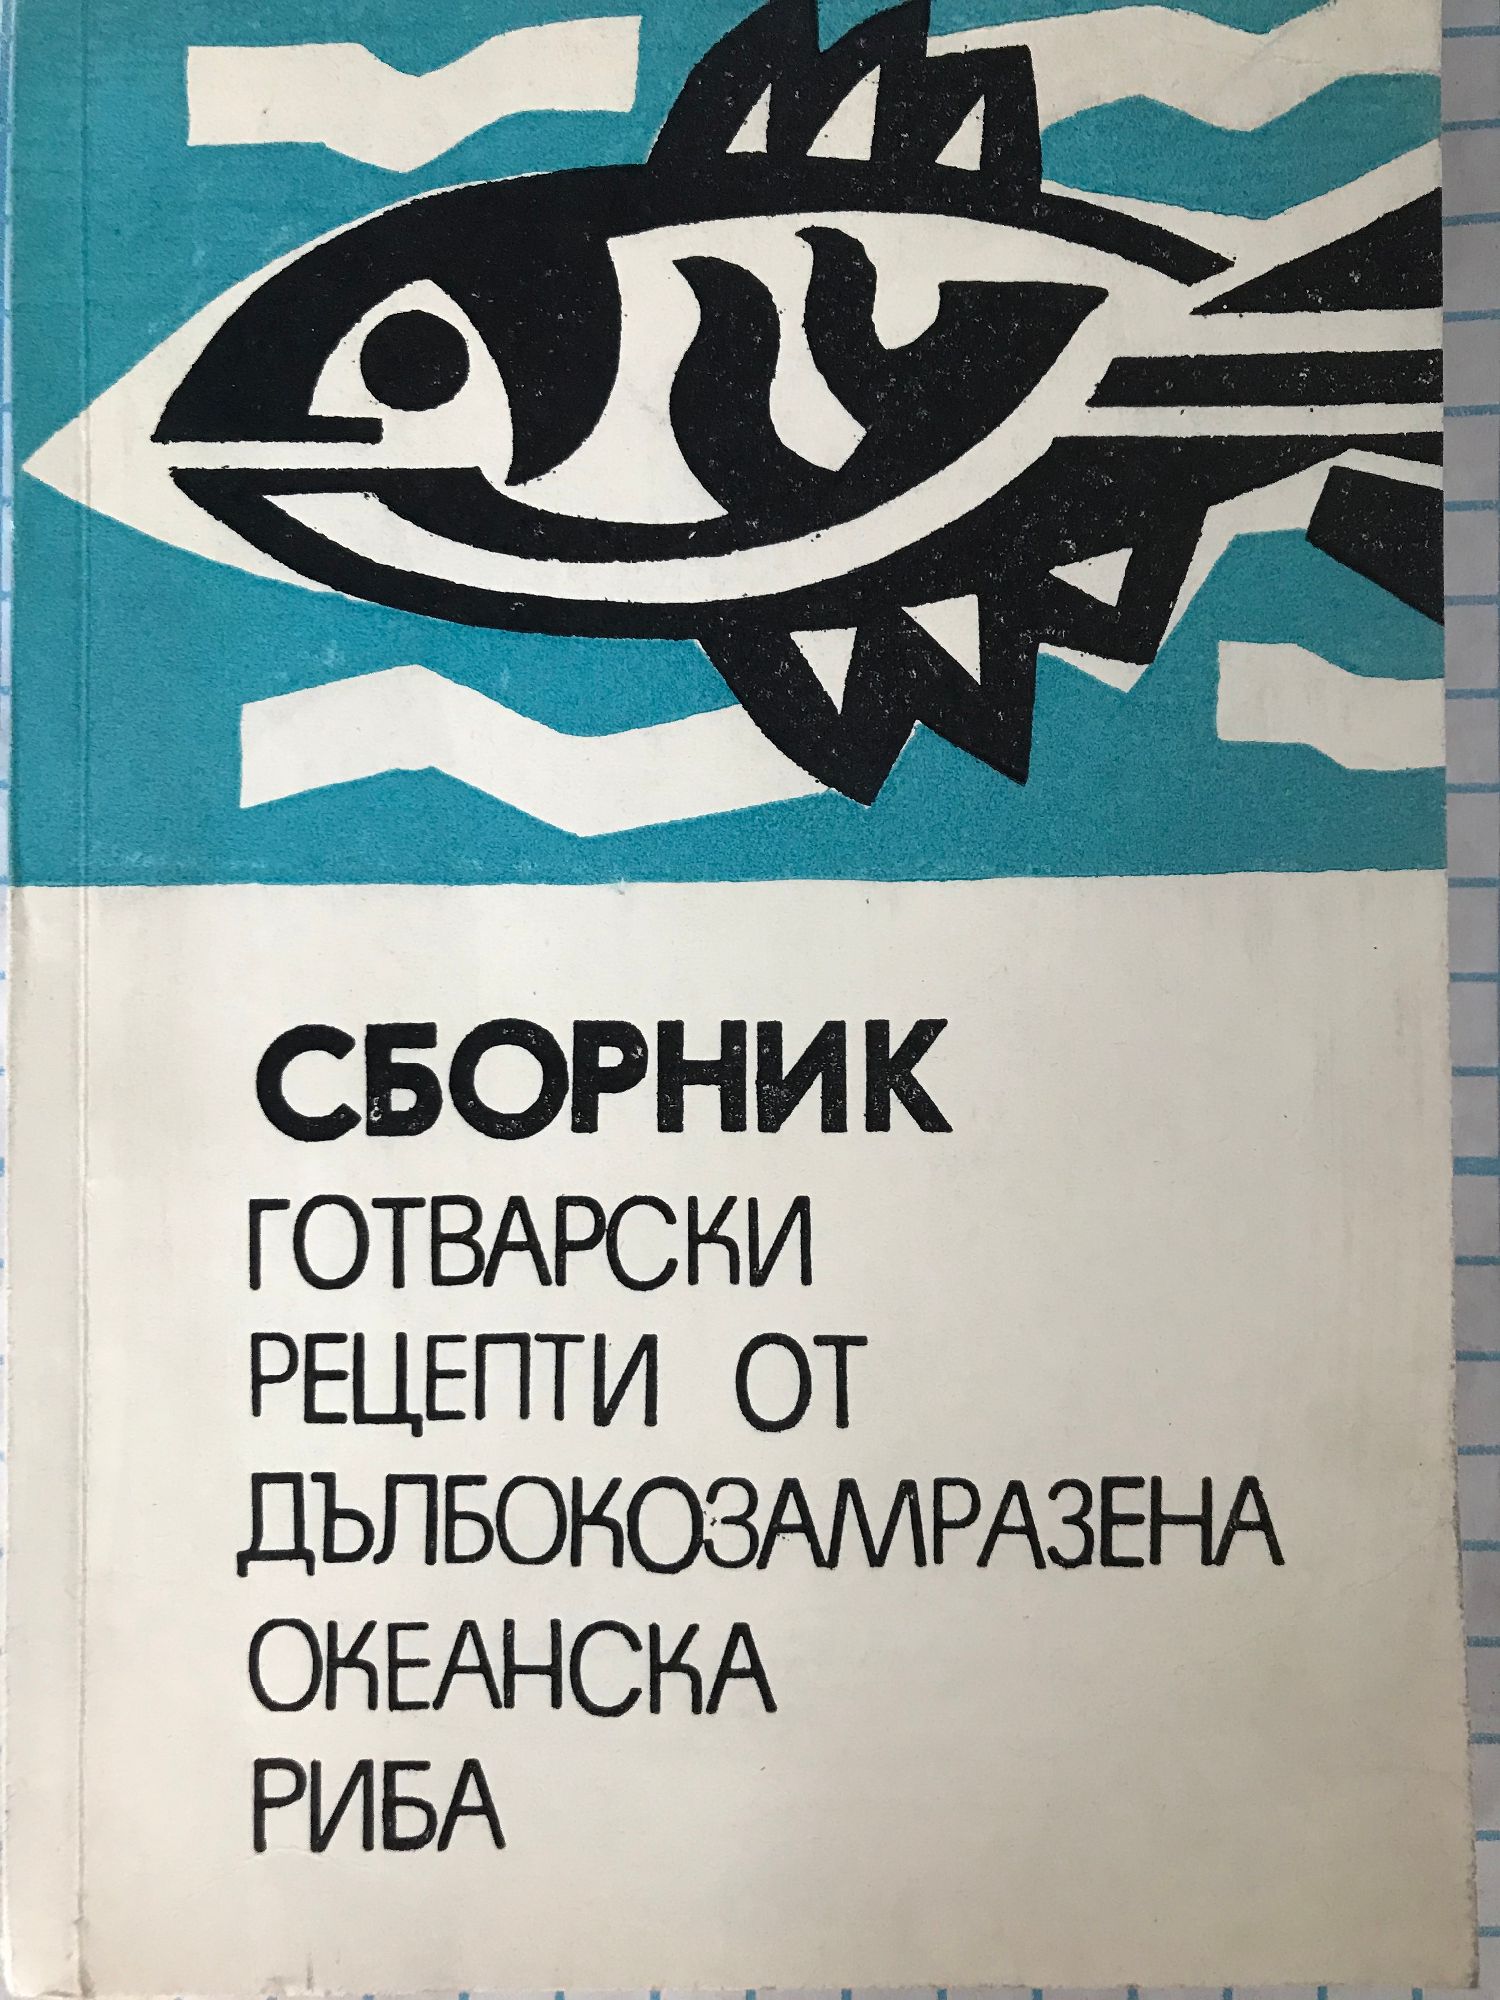 СБОРНИК
ГОТВАРСКИ
РЕЦЕПТИ ОТ
ДЪЛБОКОЗАМРАЗЕНА
ОКЕАНСКА
РИБА